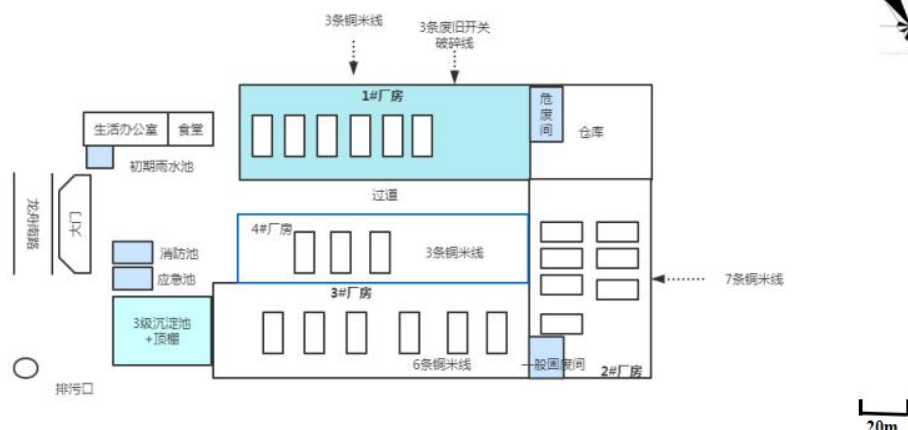 3条铜米线
3条废旧开关
破碎线
1#厂房
危废间
仓库
生活办公室
食堂
初期雨水池
过道
龙舟南路
大门
4#厂房
3条铜米线
消防池
应急池
7条铜米线
3#厂房
3级沉淀池
+顶棚
6条铜米线
一般固废间
2#厂房
排污口
20m